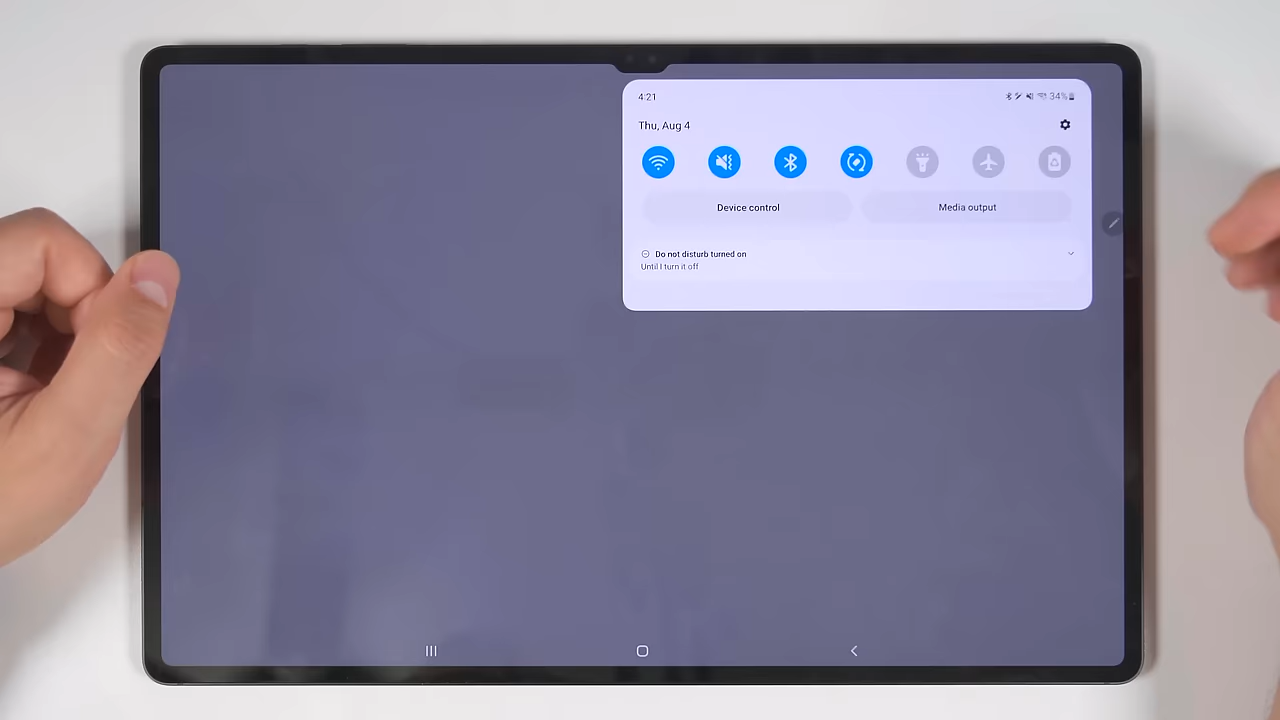 4:21
34%
Thu, Aug 4
Device control
Media output
Do not disturb turned on
Until I turn it off